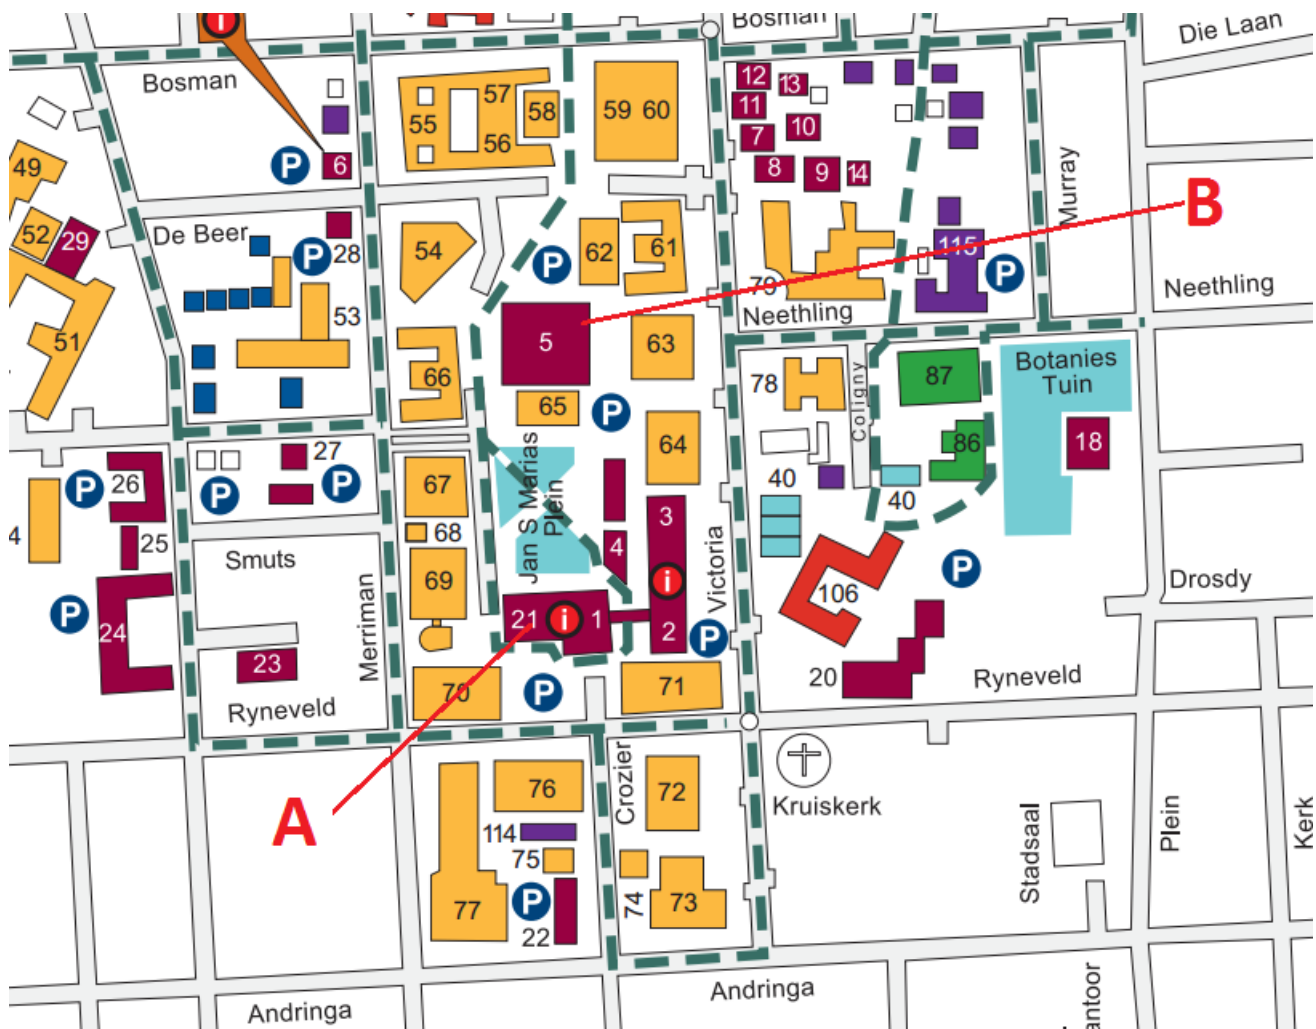 i
Bosman
Die Laan
Bosman
12
13
57
59 60
58
11
55
10
7
56
49
P
6
8
9
14
Murray
B
52
29
De Beer
28
54
62
61
115
P
P
P
79
Neethling
Neethling
53
51
5
63
66
78
Coligny
87
Botanies
Tuin
65
P
64
86
18
27
26
P
P
P
67
Jan S Marias
Plein
40
40
3
4
25
68
4
Smuts
Victoria
69
i
106
P
Drosdy
P
24
Merriman
21
i
1
2
P
23
20
Ryneveld
70
P
71
Ryneveld
A
76
Crozier
72
Kruiskerk
114
75
Stadsaal
Plein
Kerk
77
P
22
74
73
Andringa
Andringa
antoor